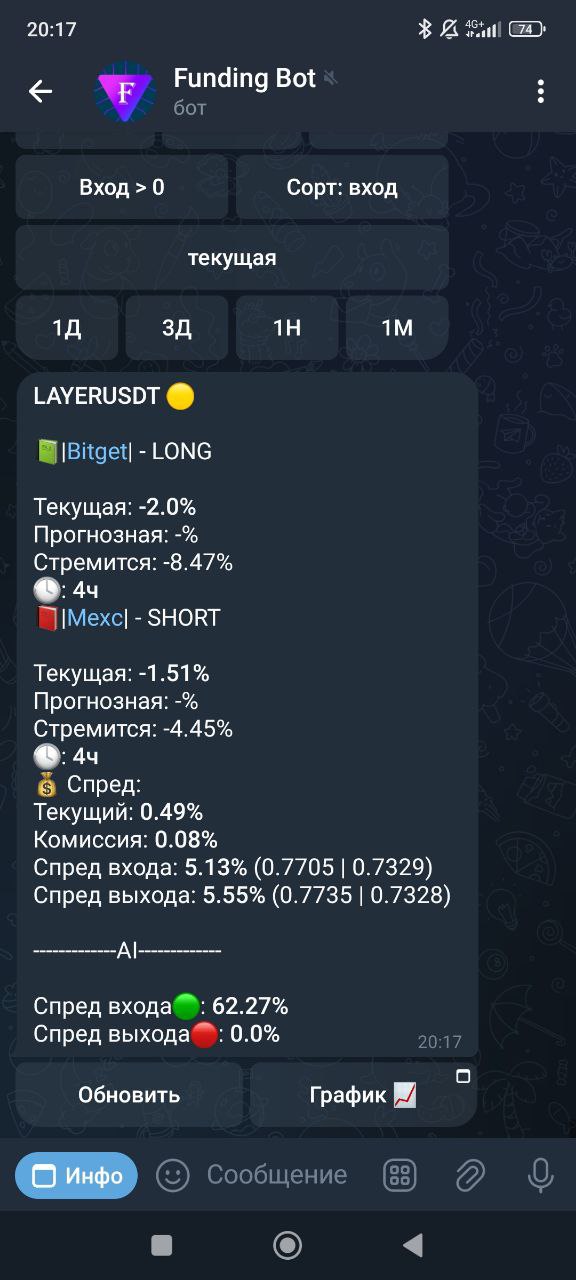 20:17
4G+
74
Funding Bot
бот
Вход > 0
Сорт: вход
текущая
1Д
3Д
1Н
1М
LAYERUSDT
|Bitget| - LONG
Текущая: -2.0%
Прогнозная: -%
Стремится: -8.47%
: 4ч
|Mexc| - SHORT
Текущая: -1.51%
Прогнозная: -%
Стремится: -4.45%
: 4ч
Спред:
Текущий: 0.49%
Комиссия: 0.08%
Спред входа: 5.13% (0.7705 | 0.7329)
Спред выхода: 5.55% (0.7735 | 0.7328)
-------------AI-------------
Спред входа: 62.27%
Спред выхода: 0.0%
20:17
Обновить
График
Инфо
Сообщение